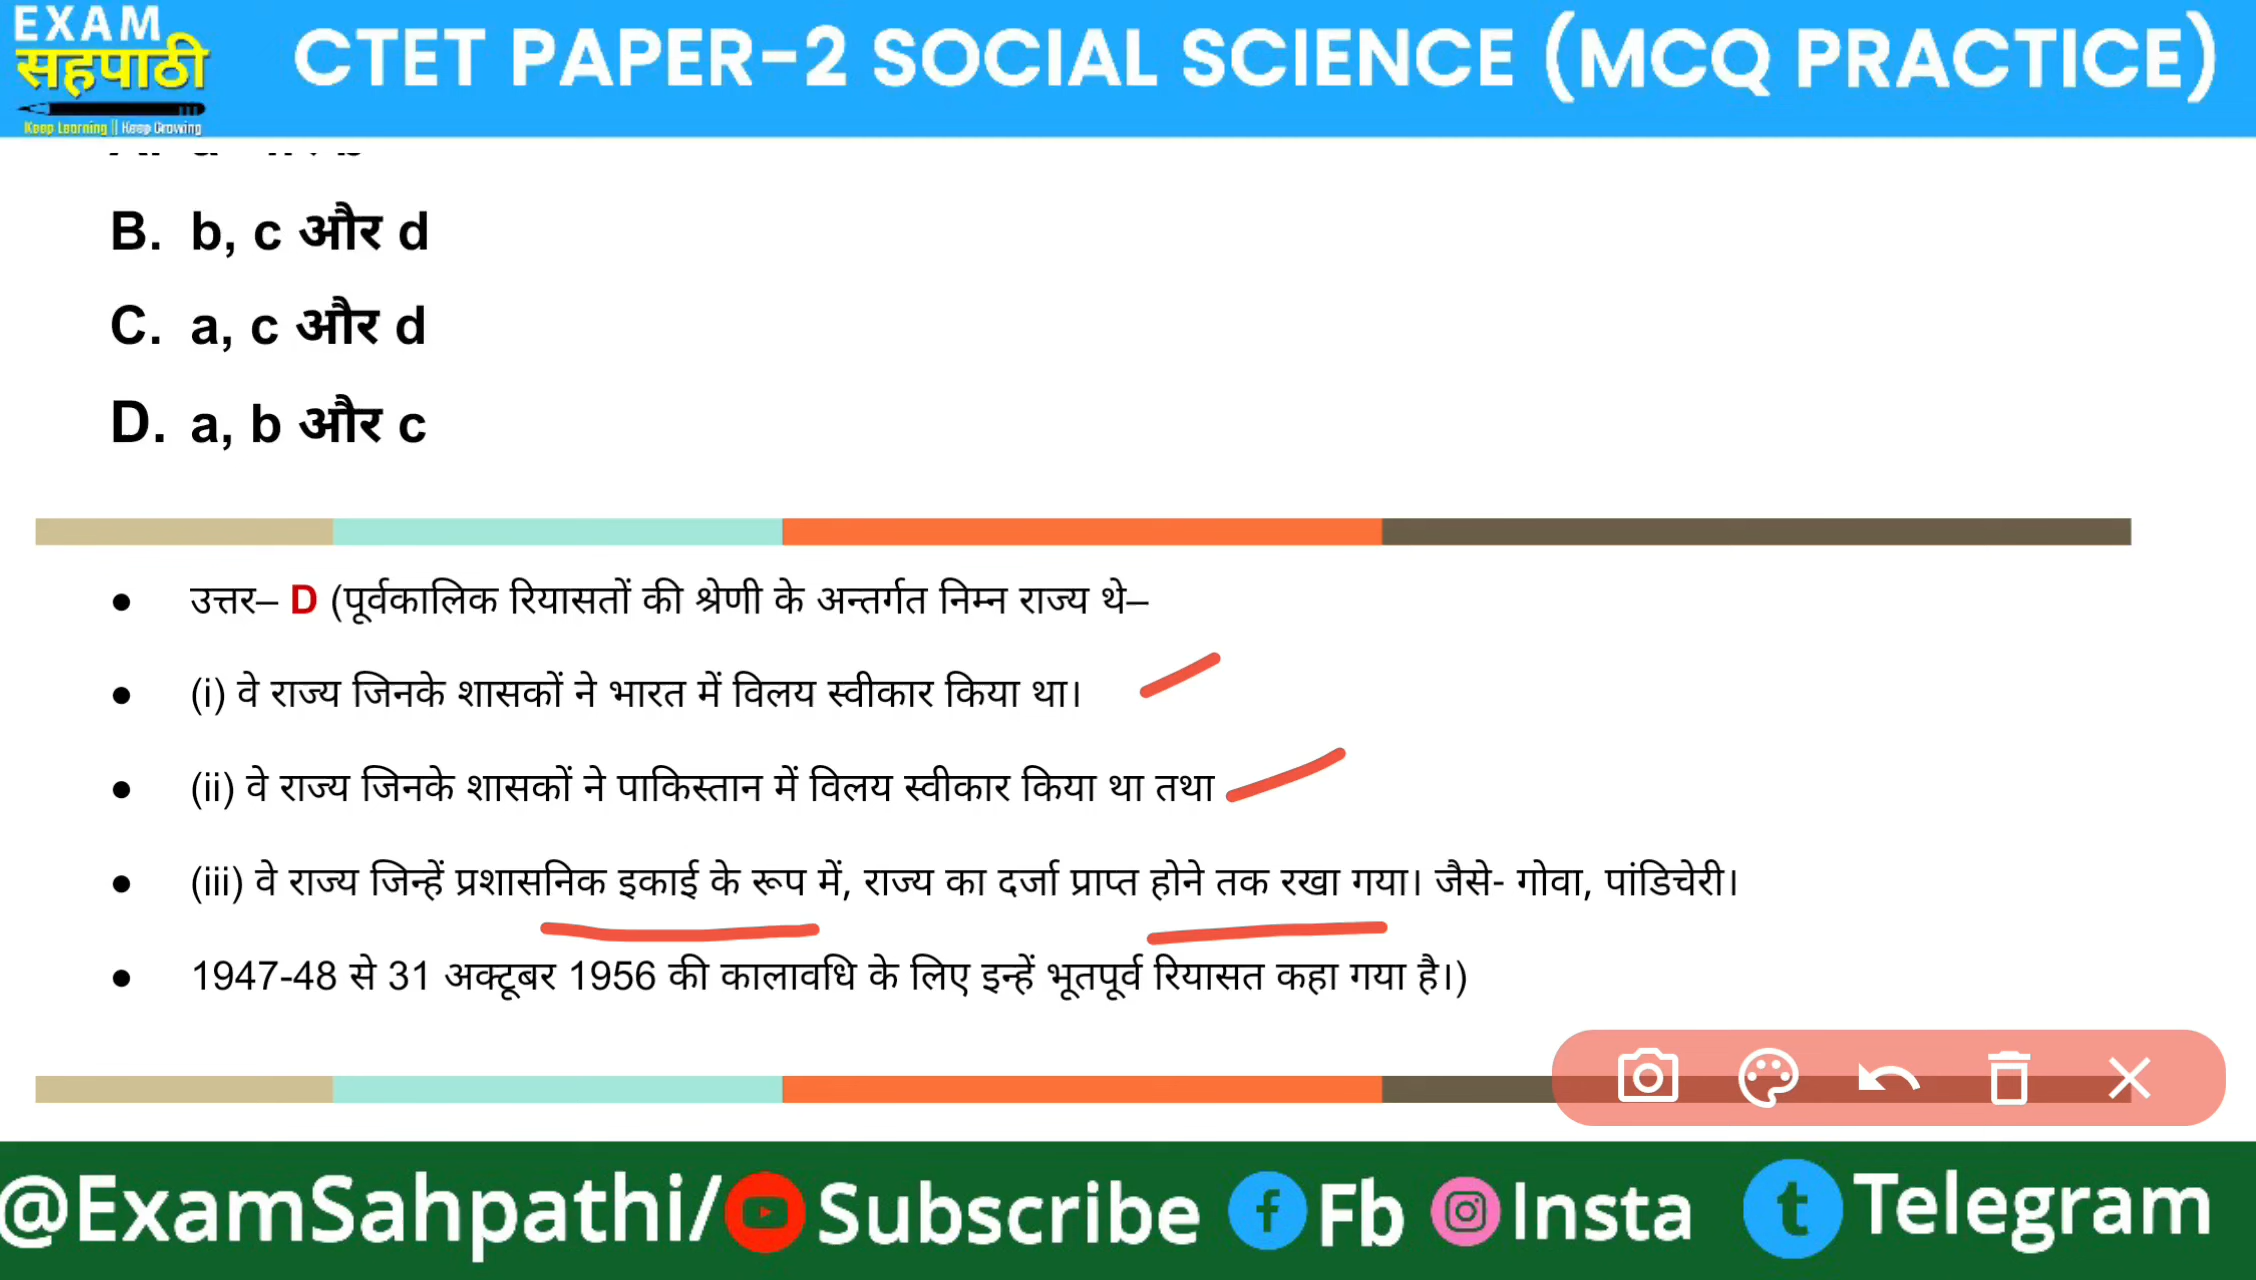 EXAM
सहपाठी
Keep Learning || Keep Growing
CTET PAPER-2 SOCIAL SCIENCE (MCQ PRACTICE)
B. b, c और d
C. a, c और d
D. a, b और c
● उत्तर– D (पूर्वकालिक रियासतों की श्रेणी के अन्तर्गत निम्न राज्य थे–
● (i) वे राज्य जिनके शासकों ने भारत में विलय स्वीकार किया था।
● (ii) वे राज्य जिनके शासकों ने पाकिस्तान में विलय स्वीकार किया था तथा
● (iii) वे राज्य जिन्हें प्रशासनिक इकाई के रूप में, राज्य का दर्जा प्राप्त होने तक रखा गया। जैसे- गोवा, पांडिचेरी।
● 1947-48 से 31 अक्टूबर 1956 की कालावधि के लिए इन्हें भूतपूर्व रियासत कहा गया है।)
@ExamSahpathi/ Subscribe f Fb Insta t Telegram